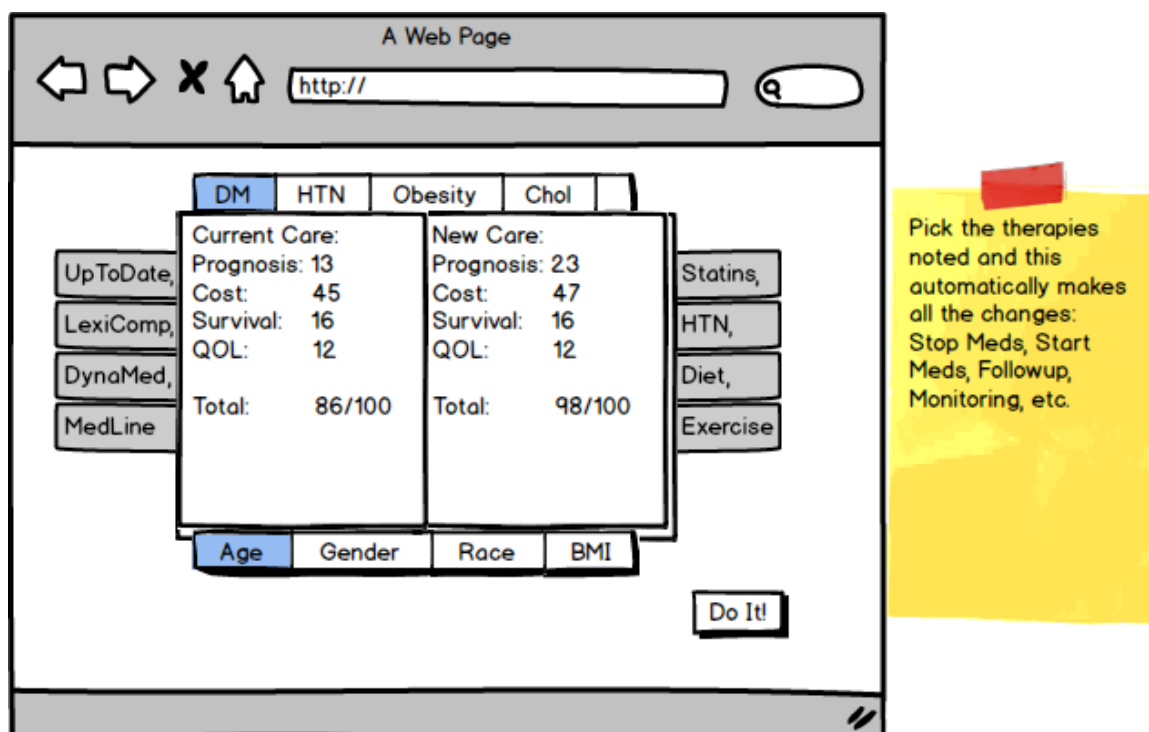 A Web Page
http://
DM HTN Obesity Chol
UpToDate,
LexiComp,
DynaMed,
MedLine
Current Care:
Prognosis: 13
Cost: 45
Survival: 16
QOL: 12
Total: 86/100
New Care:
Prognosis: 23
Cost: 47
Survival: 16
QOL: 12
Total: 98/100
Statins,
HTN,
Diet,
Exercise
Age Gender Race BMI
Do It!
Pick the therapies
noted and this
automatically makes
all the changes:
Stop Meds, Start
Meds, Followup,
Monitoring, etc.